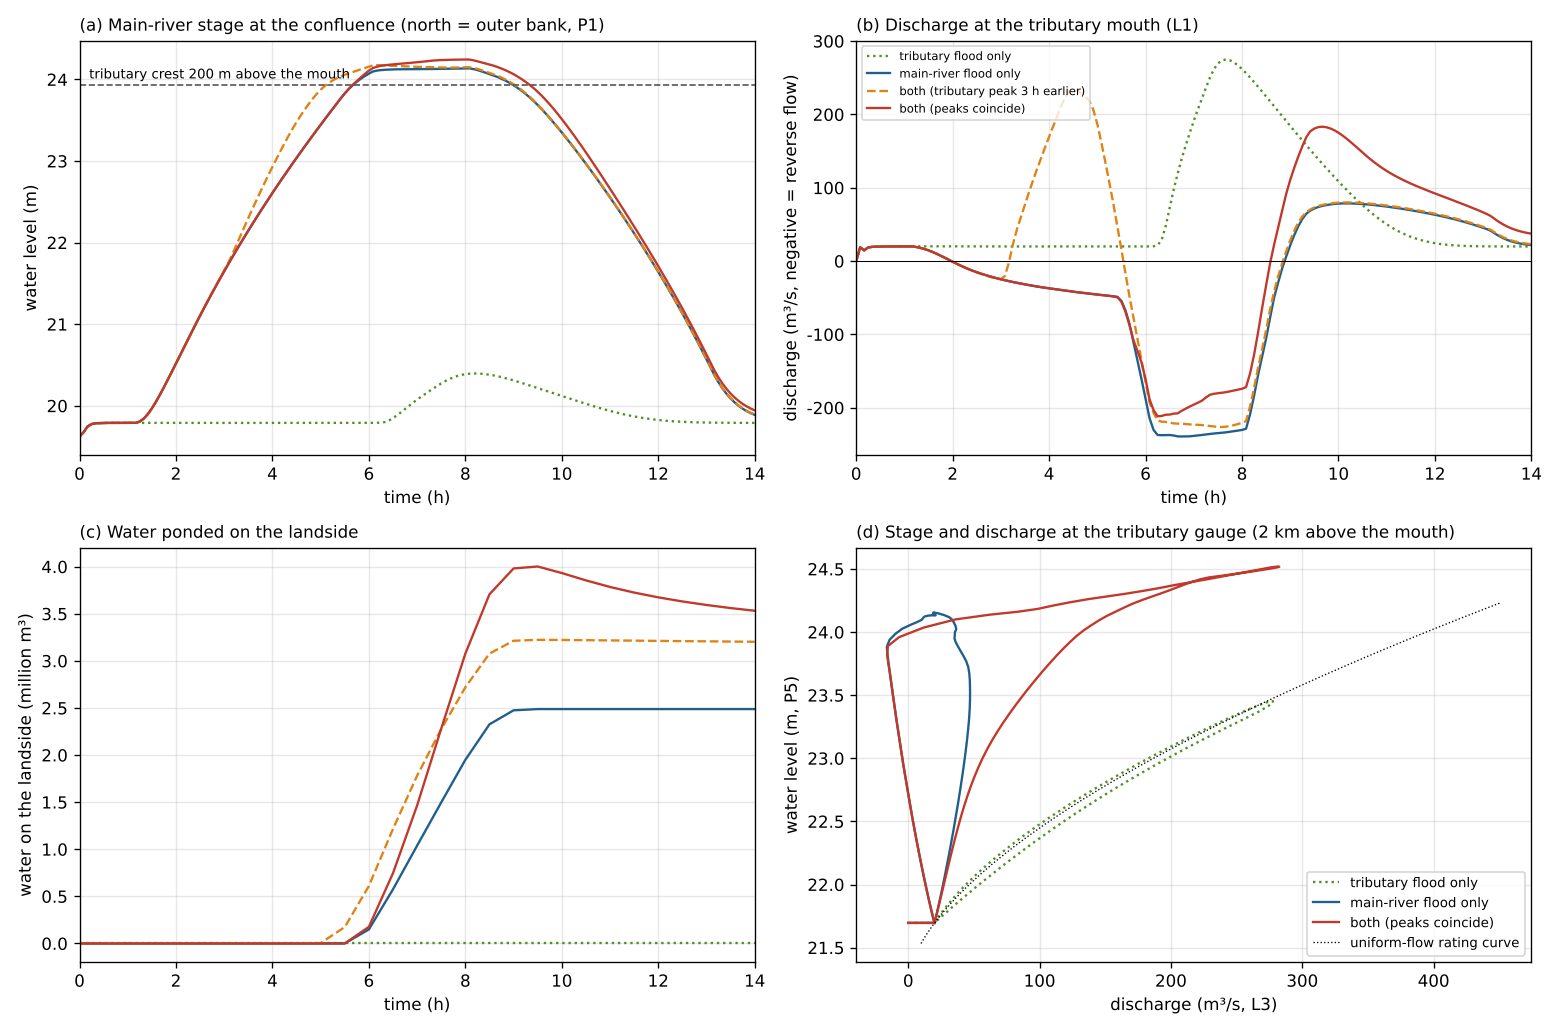 (a) Main-river stage at the confluence (north = outer bank, P1)
water level (m)
24
23
22
21
20
tributary crest 200 m above the mouth
0 2 4 6 8 10 12 14
time (h)
(b) Discharge at the tributary mouth (L1)
discharge (m³/s, negative = reverse flow)
300
200
100
0
-100
-200
tributary flood only
main-river flood only
both (tributary peak 3 h earlier)
both (peaks coincide)
0 2 4 6 8 10 12 14
time (h)
(c) Water ponded on the landside
water on the landside (million m³)
4.0
3.5
3.0
2.5
2.0
1.5
1.0
0.5
0.0
0 2 4 6 8 10 12 14
time (h)
(d) Stage and discharge at the tributary gauge (2 km above the mouth)
water level (m, P5)
24.5
24.0
23.5
23.0
22.5
22.0
21.5
tributary flood only
main-river flood only
both (peaks coincide)
uniform-flow rating curve
0 100 200 300 400
discharge (m³/s, L3)